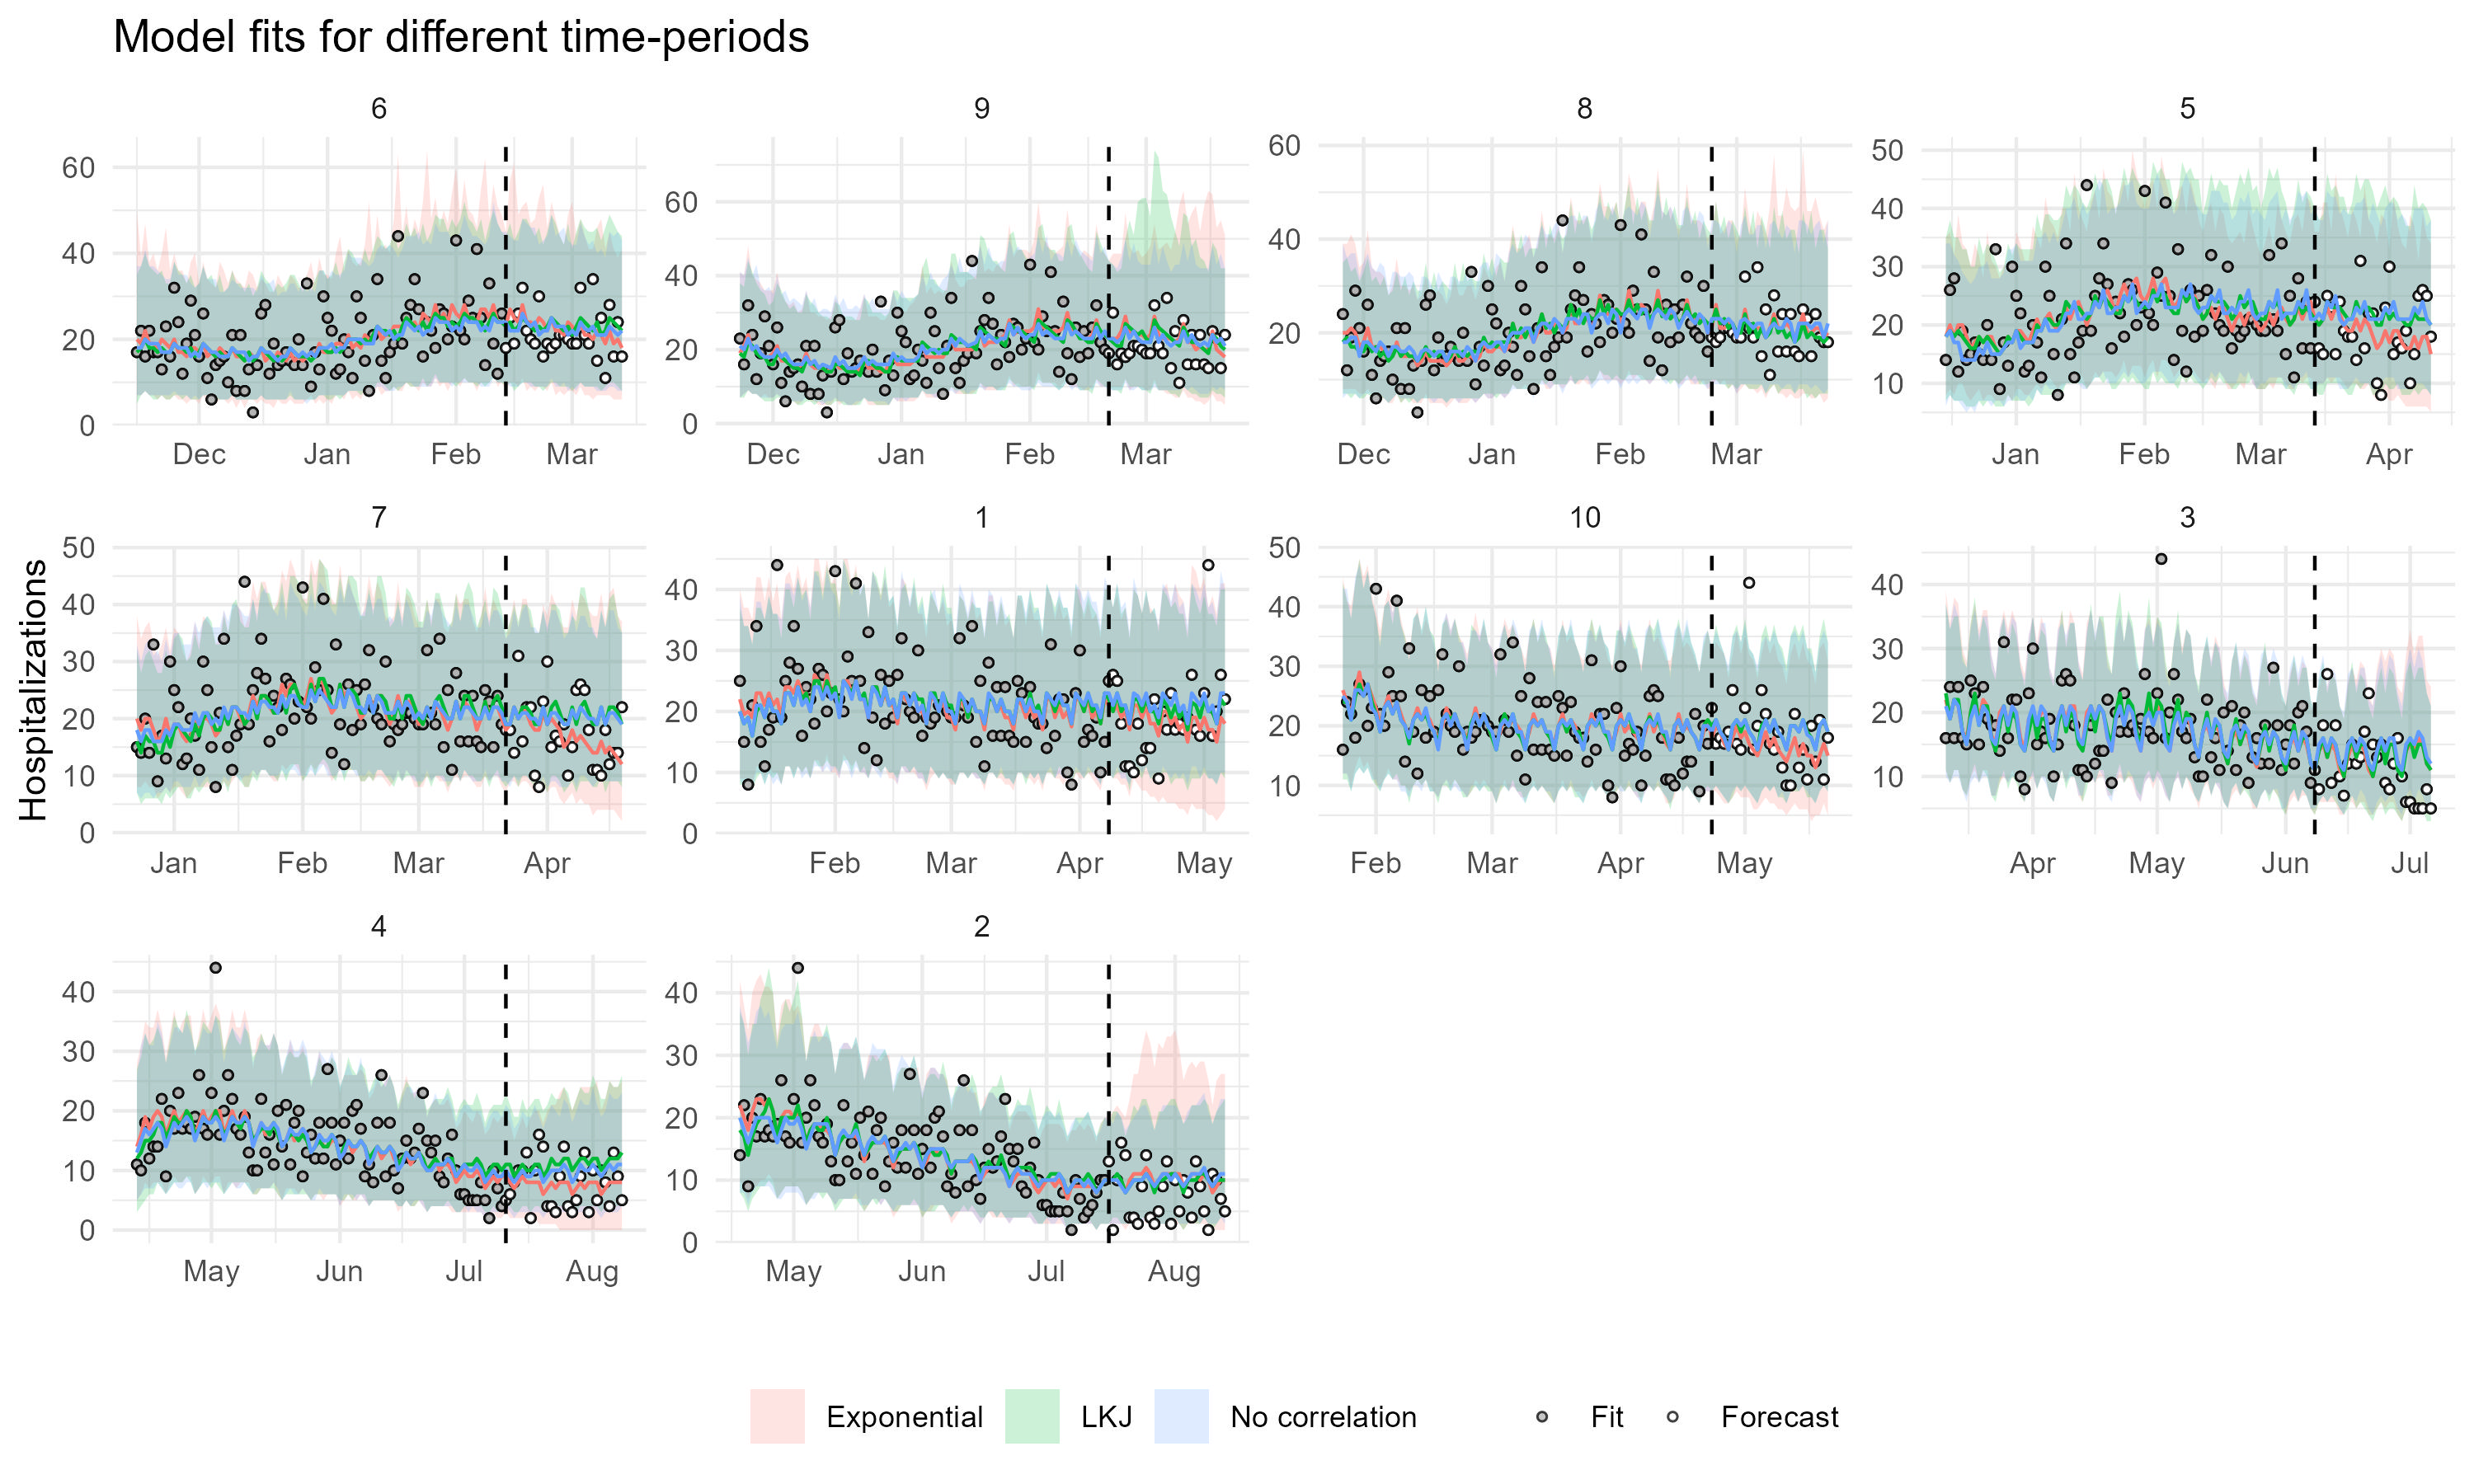 Model fits for different time-periods
6 9 8 5
60 40 20 0
60 40 20 0
60 40 20
50 40 30 20 10
Dec Jan Feb Mar
Dec Jan Feb Mar
Dec Jan Feb Mar
Jan Feb Mar Apr
Hospitalizations
7 1 10 3
50 40 30 20 10 0
40 30 20 10 0
50 40 30 20 10
40 30 20 10
Jan Feb Mar Apr
Feb Mar Apr May
Feb Mar Apr May
Apr May Jun Jul
4 2
40 30 20 10 0
40 30 20 10 0
May Jun Jul Aug
May Jun Jul Aug
Exponential LKJ No correlation Fit Forecast